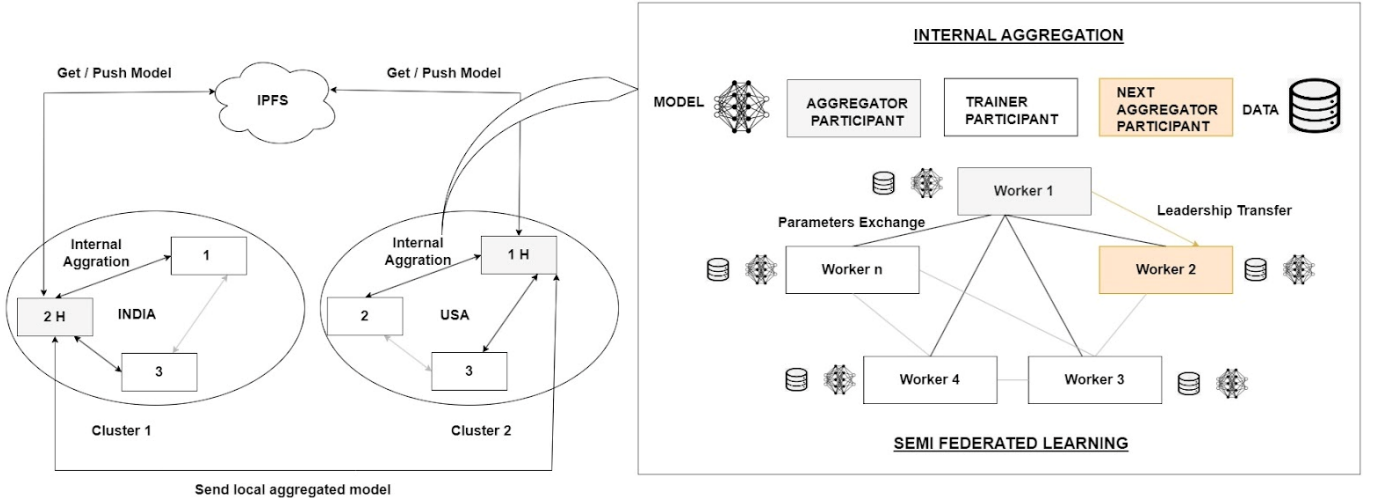 Get / Push Model
IPFS
Get / Push Model
Internal
Aggration
1
2 H
INDIA
3
Cluster 1
Internal
Aggration
1 H
2
USA
3
Cluster 2
Send local aggregated model
INTERNAL AGGREGATION
MODEL
AGGREGATOR
PARTICIPANT
TRAINER
PARTICIPANT
NEXT
AGGREGATOR
PARTICIPANT
DATA
Worker 1
Parameters Exchange
Leadership Transfer
Worker n
Worker 2
Worker 4
Worker 3
SEMI FEDERATED LEARNING